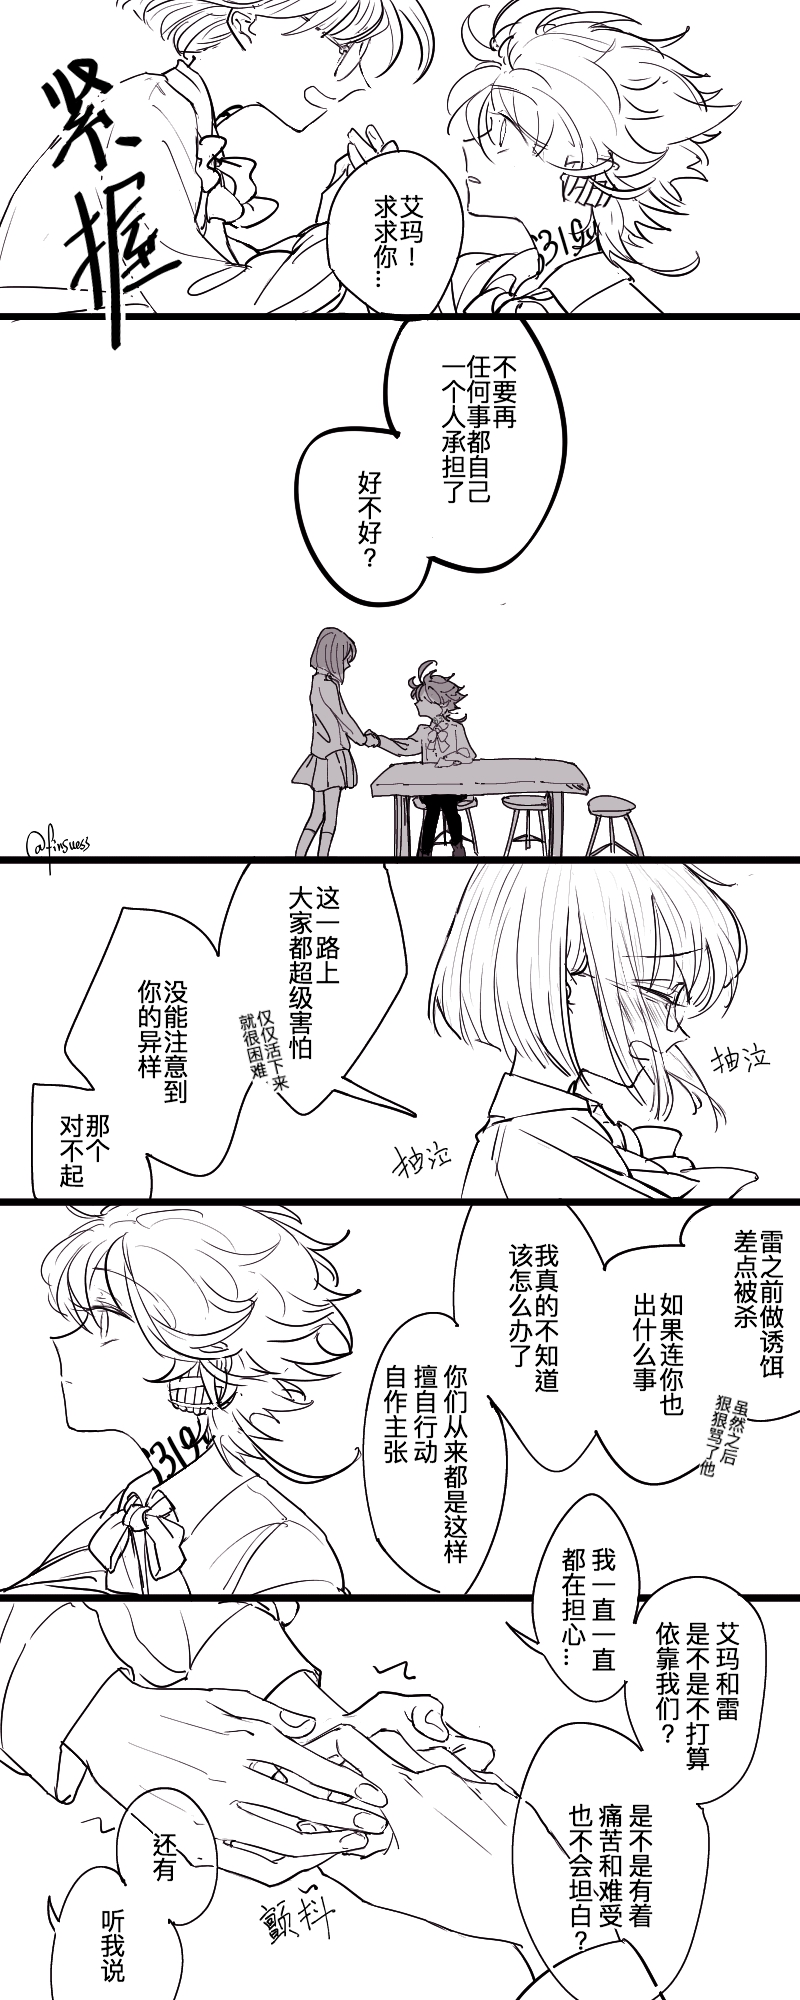 紧握
艾玛！
求求你…
3194
不要再
任何事都自己
一个人承担了
好不好？
@finsuess
这一路上
大家都超级害怕
仅仅活下来
就很困难.
没能注意到
你的异样
那个
对不起
抽泣
抽泣
雷之前做诱饵
差点被杀
虽然之后
狠狠骂了他
如果连你也
出什么事
我真的不知道
该怎么办了
你们从来都是这样
擅自行动
自作主张
319
我一直一直
都在担心…
艾玛和雷
是不是不打算
依靠我们？
是不是有着
痛苦和难受
也不会坦白？
还有
听我说
颤抖